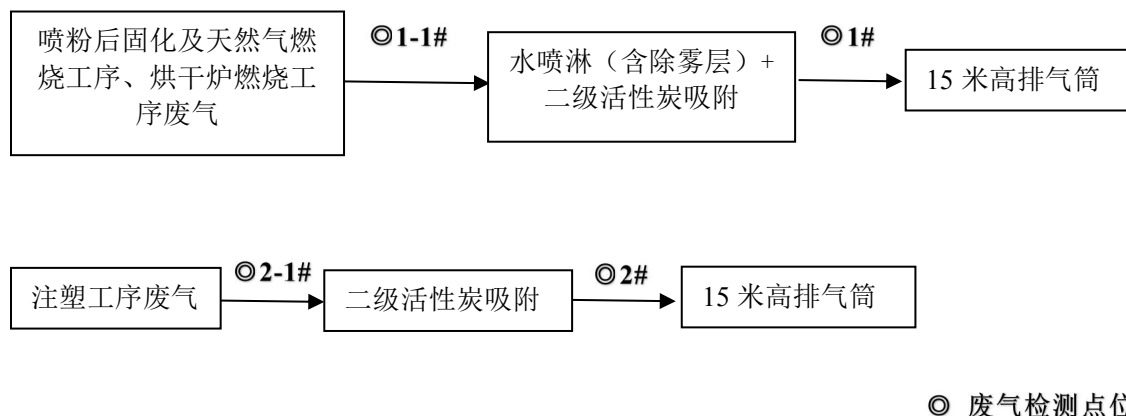 喷粉后固化及天然气燃
烧工序、烘干炉燃烧工
序废气
◎1-1#
水喷淋（含除雾层）+
二级活性炭吸附
◎1#
15 米高排气筒
注塑工序废气
◎2-1#
二级活性炭吸附
◎2#
15 米高排气筒
◎ 废气检测点位